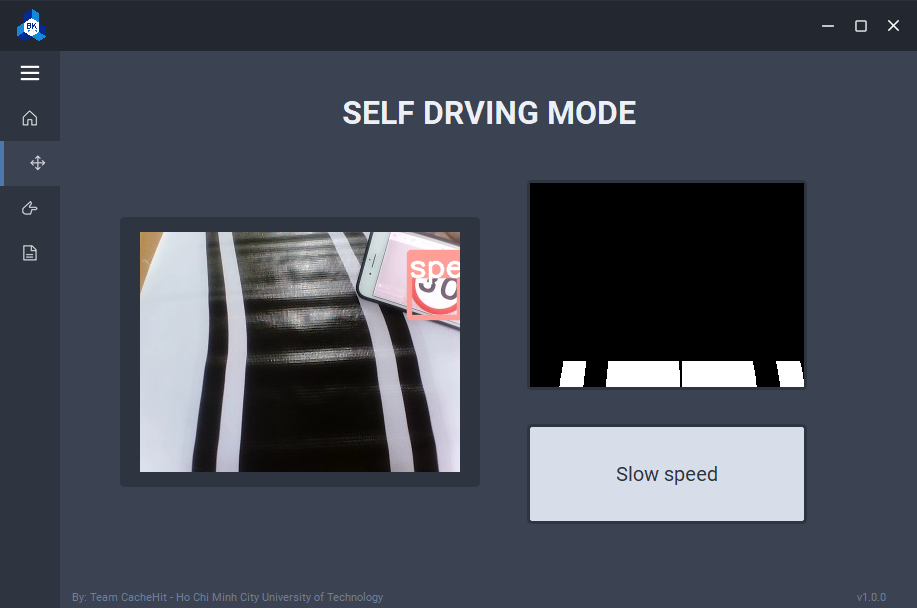 BK
SELF DRVING MODE
spe
Slow speed
By: Team CacheHit - Ho Chi Minh City University of Technology
v1.0.0